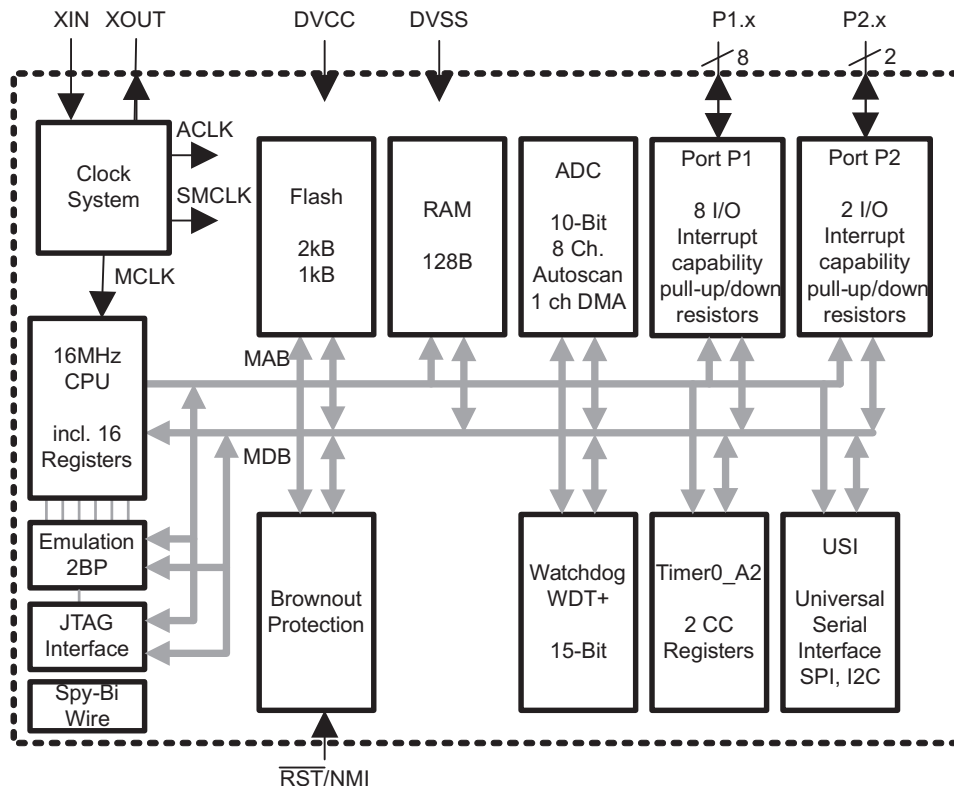 XIN XOUT DVCC DVSS P1.x P2.x
8
2
Clock
System
ACLK
SMCLK
MCLK
Flash
2kB
1kB
RAM
128B
ADC
10-Bit
8 Ch.
Autoscan
1 ch DMA
Port P1
8 I/O
Interrupt
capability
pull-up/down
resistors
Port P2
2 I/O
Interrupt
capability
pull-up/down
resistors
16MHz
CPU
incl. 16
Registers
MAB
MDB
Emulation
2BP
JTAG
Interface
Spy-Bi
Wire
Brownout
Protection
Watchdog
WDT+
15-Bit
Timer0_A2
2 CC
Registers
USI
Universal
Serial
Interface
SPI, I2C
RST/NMI